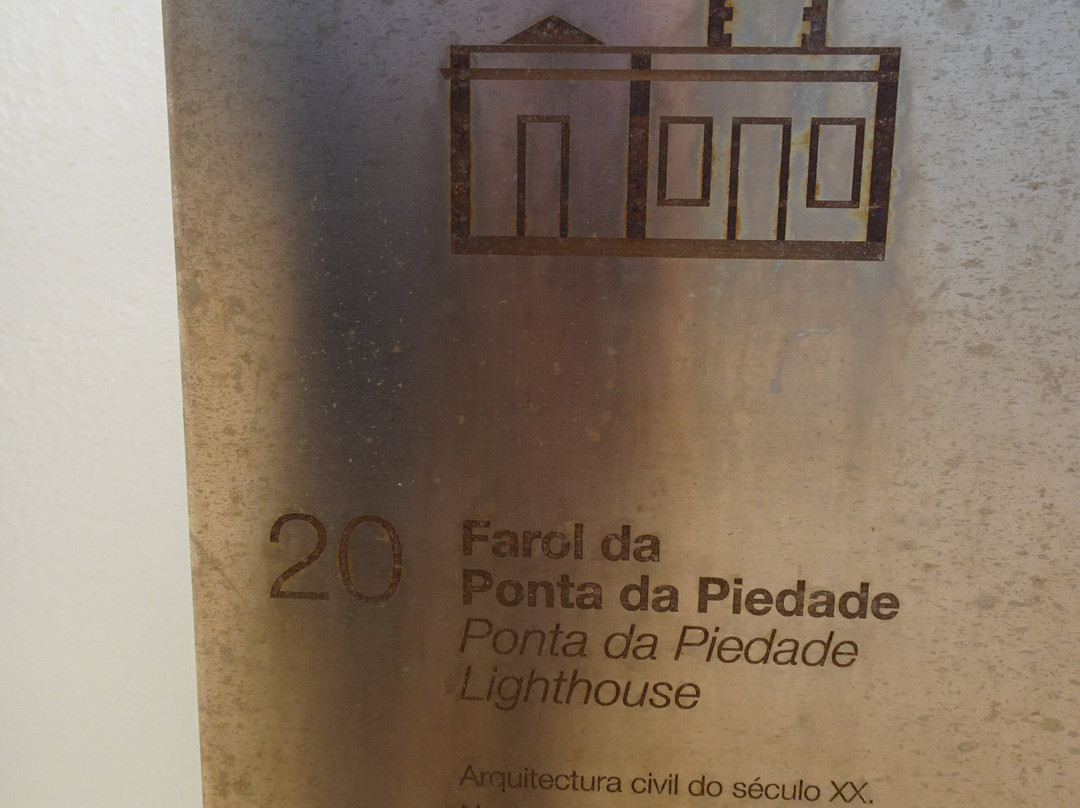 20
Farol da
Ponta da Piedade
Ponta da Piedade
Lighthouse
Arquitectura civil do século XX.